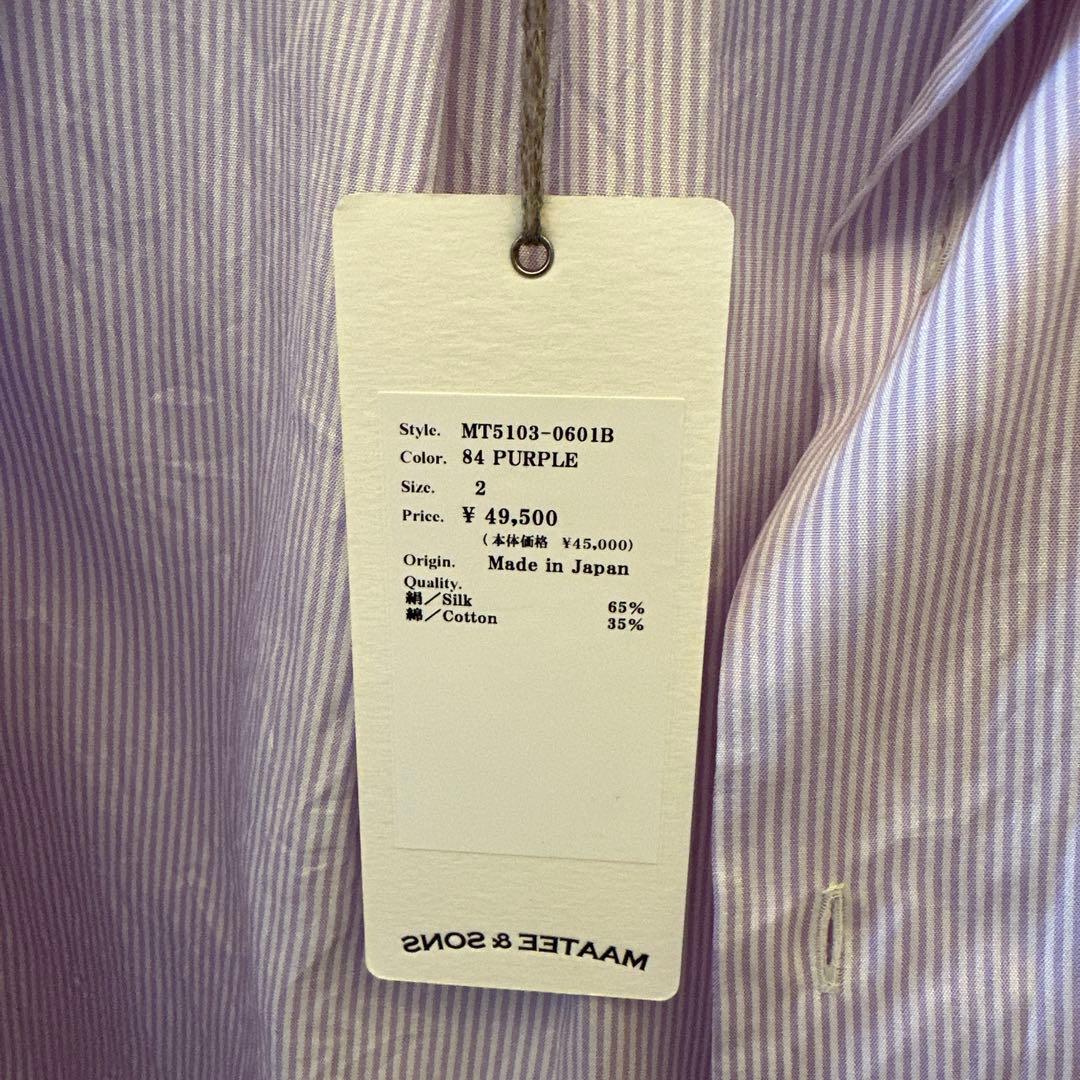 Style. MT5103-0601B
Color. 84 PURPLE
Size. 2
Price. ¥ 49,500
(本体価格 ¥45,000)
Origin. Made in Japan
Quality.
絹／Silk 65%
綿／Cotton 35%
MAATEE & SONS